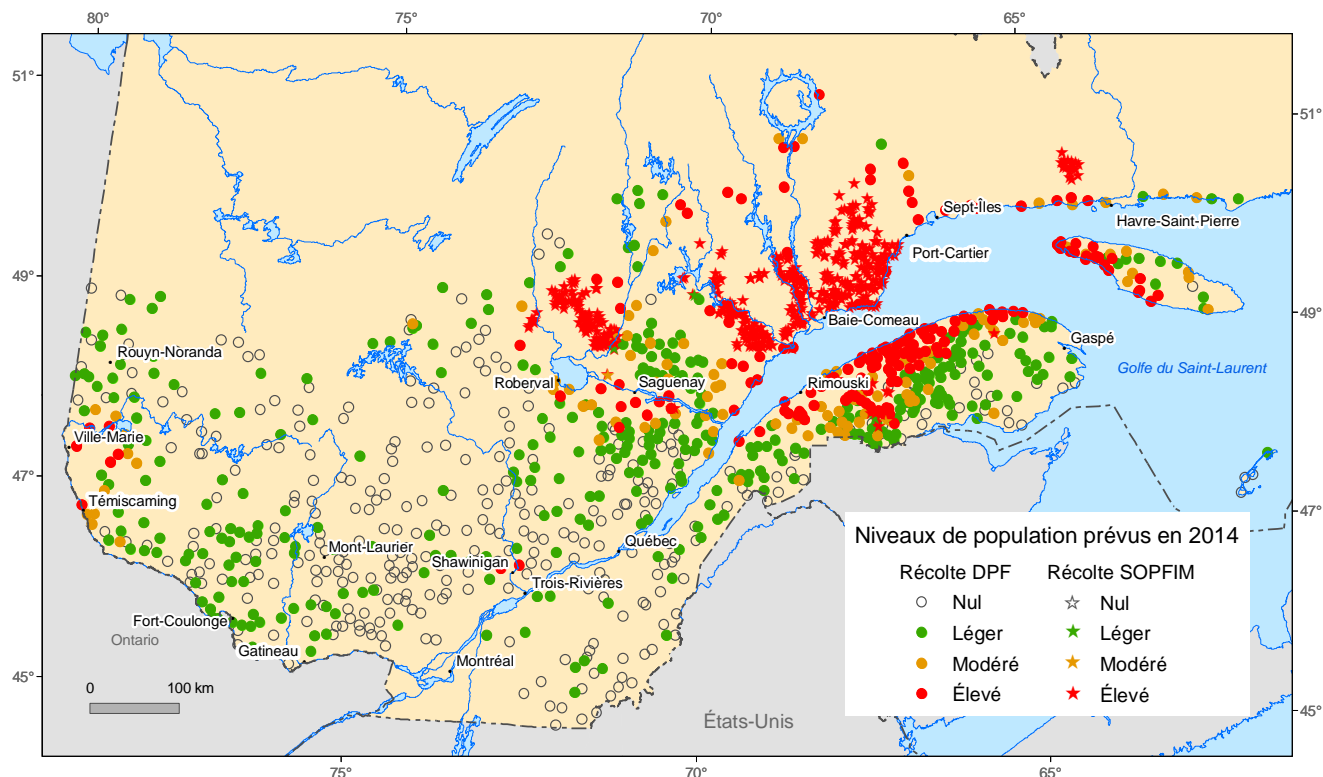 80°
75°
70°
65°
51°
51°
Sept-Îles
Havre-Saint-Pierre
Port-Cartier
49°
49°
Baie-Comeau
Gaspé
Rouyn-Noranda
Golfe du Saint-Laurent
Roberval
Saguenay
Rimouski
Ville-Marie
47°
47°
Témiscaming
Québec
Mont-Laurier
Shawinigan
Trois-Rivières
Fort-Coulonge
Ontario
Gatineau
Montréal
45°
45°
0 100 km
États-Unis
Niveaux de population prévus en 2014
Récolte DPF Récolte SOPFIM
Nul Nul
Léger Léger
Modéré Modéré
Élevé Élevé
75°
70°
65°